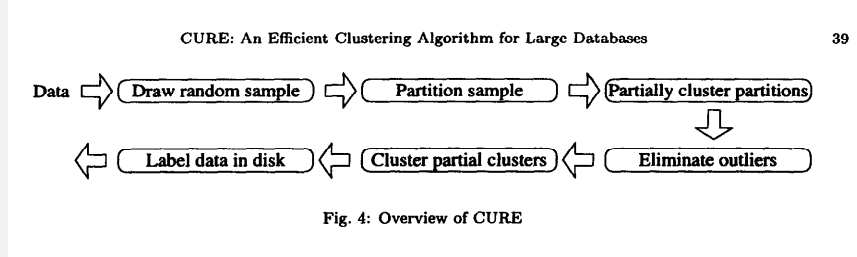 CURE: An Efficient Clustering Algorithm for Large Databases 39
Data Draw random sample Partition sample Partially cluster partitions
Label data in disk Cluster partial clusters Eliminate outliers
Fig. 4: Overview of CURE